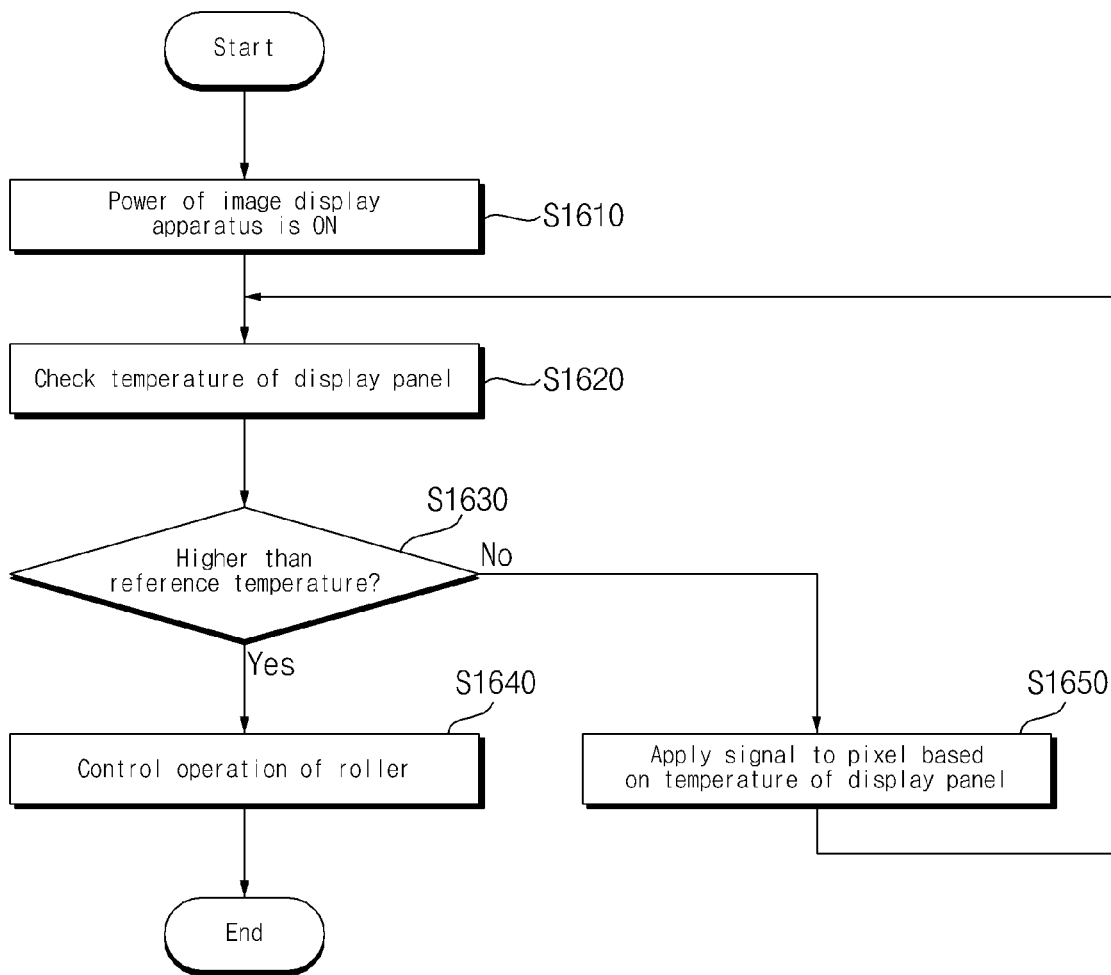 Start
Power of image display
apparatus is ON
S1610
Check temperature of display panel
S1620
S1630
Higher than
reference temperature?
No
Yes
S1640
Control operation of roller
S1650
Apply signal to pixel based
on temperature of display panel
End